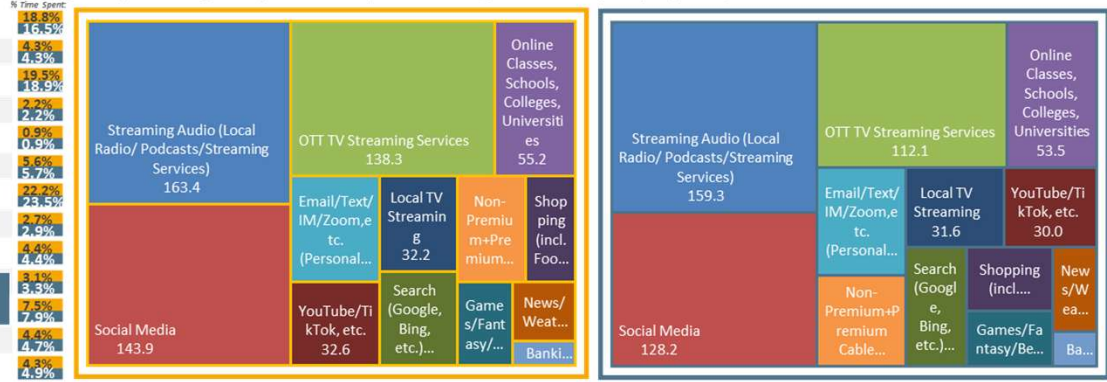 % Time Spent:
18.8%
16.5%
4.3%
4.3%
19.5%
18.9%
2.2%
2.2%
0.9%
0.9%
5.6%
5.7%
22.2%
23.5%
2.7%
2.9%
4.4%
4.4%
3.1%
3.3%
7.5%
7.9%
4.4%
4.7%
4.3%
4.9%
Streaming Audio (Local
Radio/ Podcasts/Streaming
Services)
163.4
Social Media
143.9
OTT TV Streaming Services
138.3
Online
Classes,
Schools,
Colleges,
Universiti
es
55.2
Email/Text/
IM/Zoom,e
tc.
(Personal...
Local TV
Streamin
g
32.2
Non-
Premiu
m+Pre
mium...
Shop
ping
(incl.
Foo...
YouTube/Ti
kTok, etc.
32.6
Search
(Google,
Bing,
etc.)...
Game
s/Fant
asy/...
News/
Weat...
Banki...
Streaming Audio (Local
Radio/ Podcasts/Streaming
Services)
159.3
Social Media
128.2
OTT TV Streaming Services
112.1
Online
Classes,
Schools,
Colleges,
Universities
53.5
Email/Text/
IM/Zoom,e
tc.
(Personal...
Local TV
Streaming
31.6
YouTube/Ti
kTok, etc.
30.0
Non-
Premium+P
remium
Cable...
Search
(Googl
e,
Bing,
etc.)...
Shopping
(incl....
New
s/W
ea...
Games/Fa
ntasy/Be...
Ba...